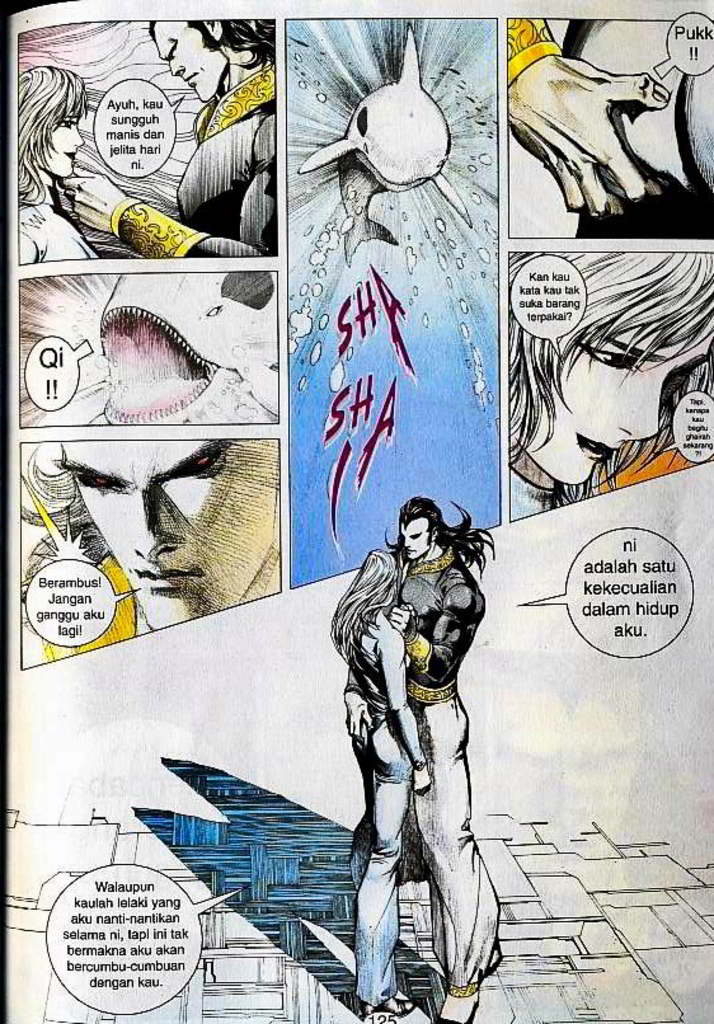 Ayuh, kau
sungguh
manis dan
jelita hari
ni.
Qi
!!
Berambus!
Jangan
ganggu aku
lagi!
SHA
SHA
!
Pukk
!!
Kan kau
kata kau tak
suka barang
terpakai?
Tapi,
kenapa
kau
begitu
ghairah
sekarang
?!
ni
adalah satu
kekecualian
dalam hidup
aku.
Walaupun
kaulah lelaki yang
aku nanti-nantikan
selama ni, tapi ini tak
bermakna aku akan
bercumbu-cumbuan
dengan kau.
125